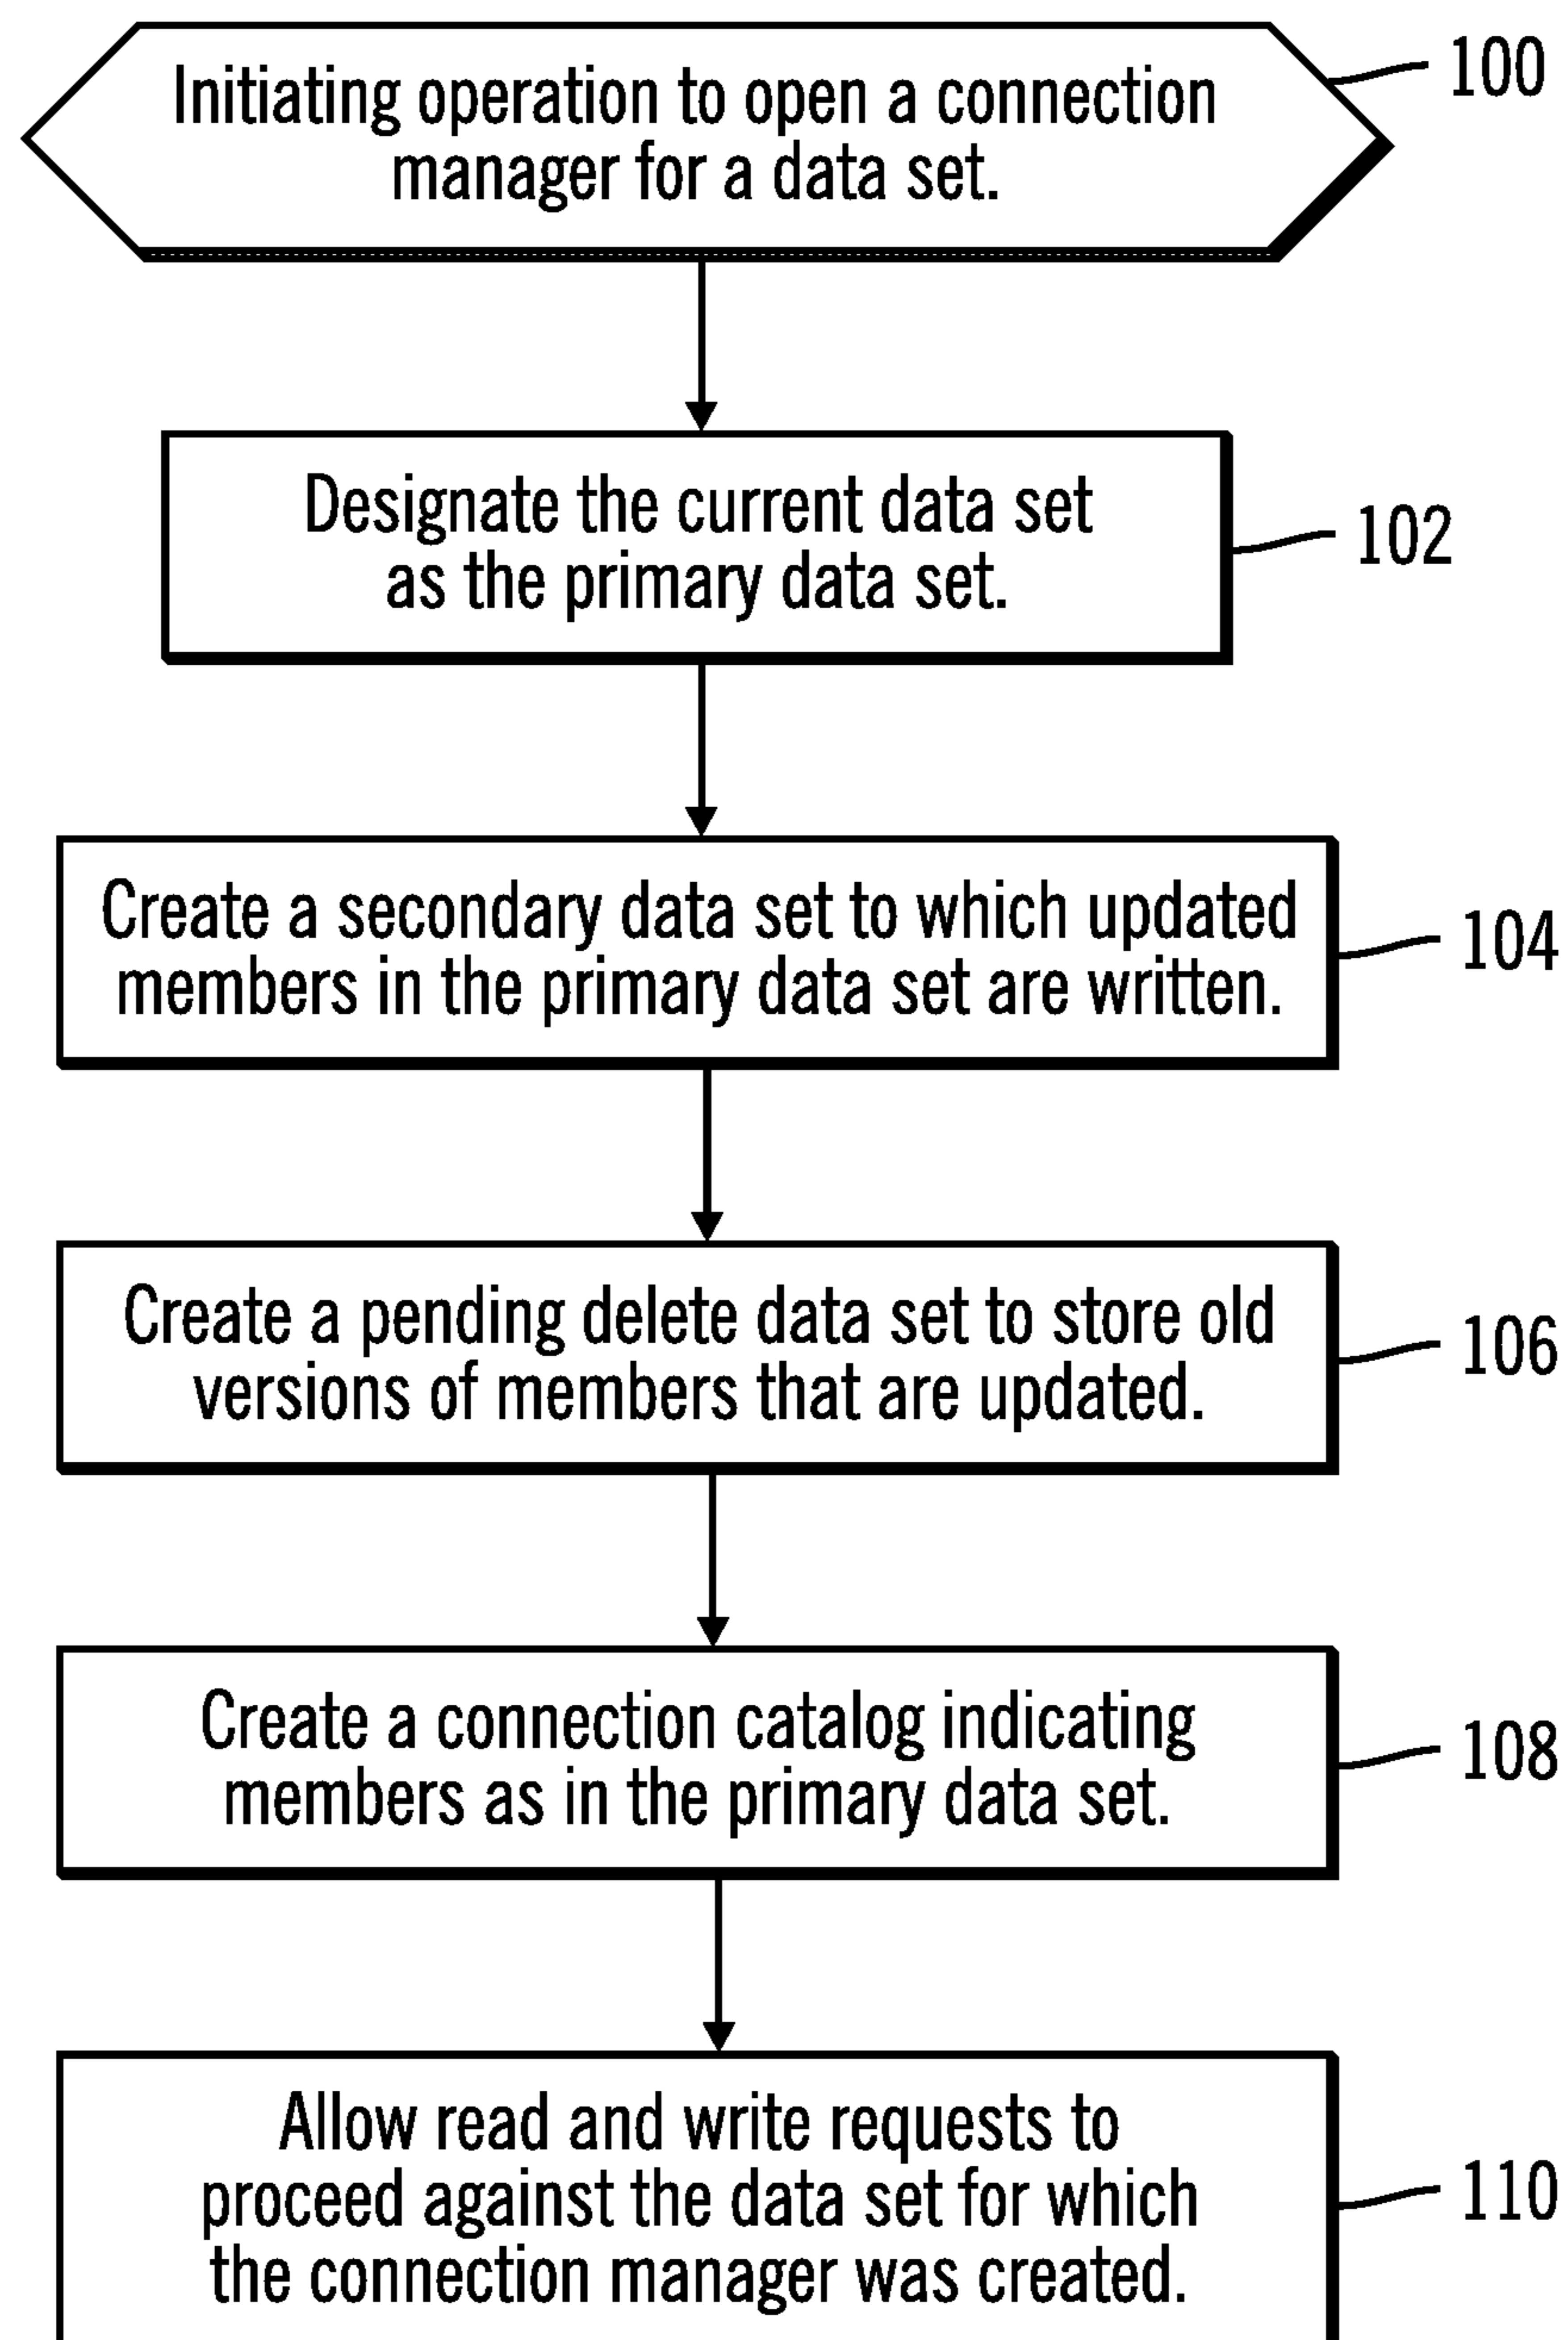 Initiating operation to open a connection
manager for a data set.
100
Designate the current data set
as the primary data set.
102
Create a secondary data set to which updated
members in the primary data set are written.
104
Create a pending delete data set to store old
versions of members that are updated.
106
Create a connection catalog indicating
members as in the primary data set.
108
Allow read and write requests to
proceed against the data set for which
the connection manager was created.
110